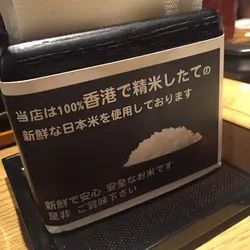 当店は100%香港で精米したての
新鮮な日本米を使用しております
新鮮で安心 安全なお米です
是非 ご賞味下さい